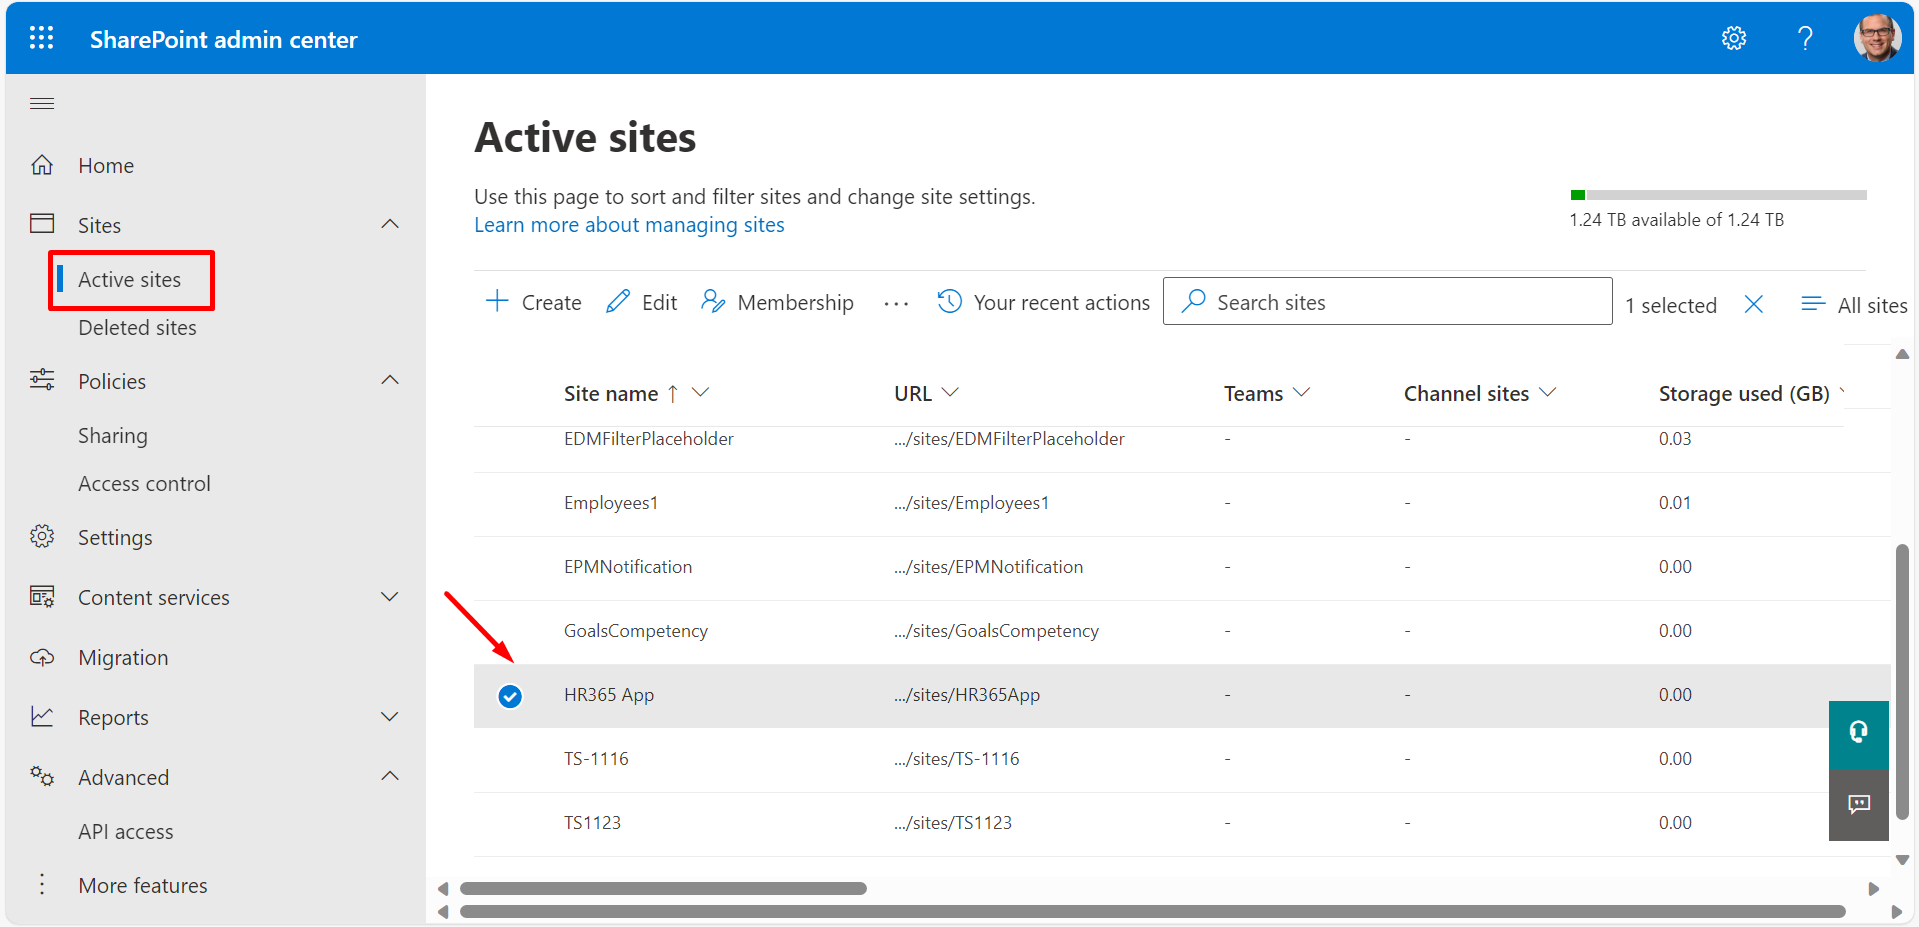 SharePoint admin center
Home
Sites
Active sites
Deleted sites
Policies
Sharing
Access control
Settings
Content services
Migration
Reports
Advanced
API access
More features
Active sites
Use this page to sort and filter sites and change site settings.
Learn more about managing sites
1.24 TB available of 1.24 TB
Create Edit Membership ... Your recent actions Search sites 1 selected All sites
Site name URL Teams Channel sites Storage used (GB)
EDMFilterPlaceholder .../sites/EDMFilterPlaceholder - - 0.03
Employees1 .../sites/Employees1 - - 0.01
EPMNotification .../sites/EPMNotification - - 0.00
GoalsCompetency .../sites/GoalsCompetency - - 0.00
HR365 App .../sites/HR365App - - 0.00
TS-1116 .../sites/TS-1116 - - 0.00
TS1123 .../sites/TS1123 - - 0.00